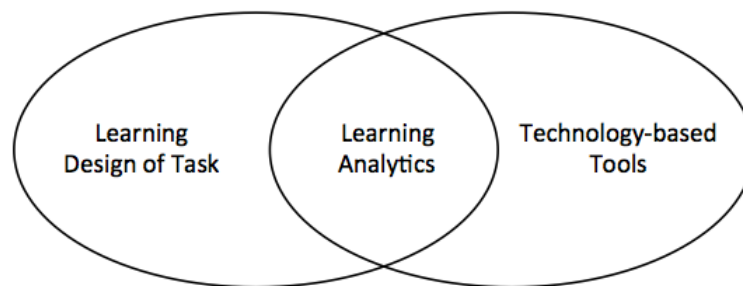 Learning
Design of Task
Learning
Analytics
Technology-based
Tools